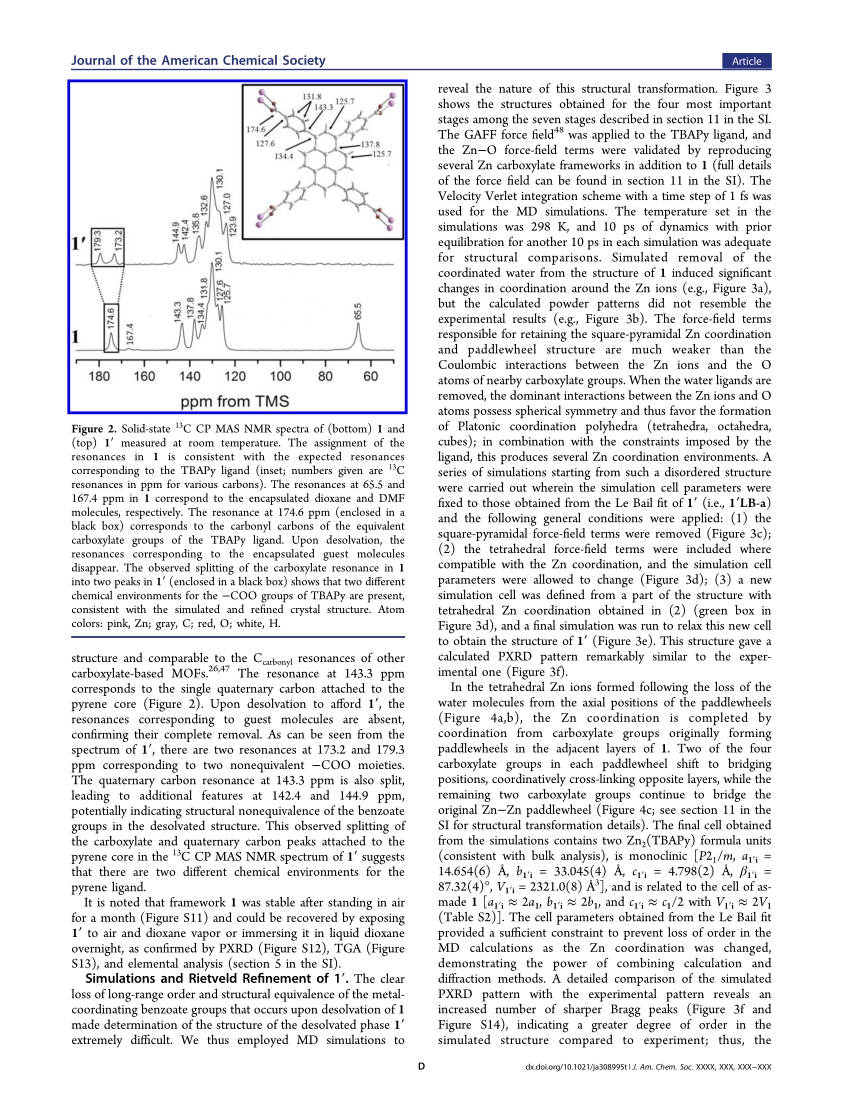 Journal of the American Chemical Society
Article
131.8
143.3
125.7
174.6
127.6
134.4
137.8
125.7
1′
179.3
173.2
144.9
142.4
135.8
132.6
130.1
127.0
123.9
1
174.6
167.4
143.3
137.8
134.4
131.8
130.1
127.6
125.7
65.5
180 160 140 120 100 80 60
ppm from TMS
Figure 2. Solid-state ¹³C CP MAS NMR spectra of (bottom) 1 and
(top) 1′ measured at room temperature. The assignment of the
resonances in 1 is consistent with the expected resonances
corresponding to the TBAPy ligand (inset; numbers given are ¹³C
resonances in ppm for various carbons). The resonances at 65.5 and
167.4 ppm in 1 correspond to the encapsulated dioxane and DMF
molecules, respectively. The resonance at 174.6 ppm (enclosed in a
black box) corresponds to the carbonyl carbons of the equivalent
carboxylate groups of the TBAPy ligand. Upon desolvation, the
resonances corresponding to the encapsulated guest molecules
disappear. The observed splitting of the carboxylate resonance in 1
into two peaks in 1′ (enclosed in a black box) shows that two different
chemical environments for the −COO groups of TBAPy are present,
consistent with the simulated and refined crystal structure. Atom
colors: pink, Zn; gray, C; red, O; white, H.
structure and comparable to the C_carbonyl resonances of other
carboxylate-based MOFs.²⁶,⁴⁷ The resonance at 143.3 ppm
corresponds to the single quaternary carbon attached to the
pyrene core (Figure 2). Upon desolvation to afford 1′, the
resonances corresponding to guest molecules are absent,
confirming their complete removal. As can be seen from the
spectrum of 1′, there are two resonances at 173.2 and 179.3
ppm corresponding to two nonequivalent −COO moieties.
The quaternary carbon resonance at 143.3 ppm is also split,
leading to additional features at 142.4 and 144.9 ppm,
potentially indicating structural nonequivalence of the benzoate
groups in the desolvated structure. This observed splitting of
the carboxylate and quaternary carbon peaks attached to the
pyrene core in the ¹³C CP MAS NMR spectrum of 1′ suggests
that there are two different chemical environments for the
pyrene ligand.
It is noted that framework 1 was stable after standing in air
for a month (Figure S11) and could be recovered by exposing
1′ to air and dioxane vapor or immersing it in liquid dioxane
overnight, as confirmed by PXRD (Figure S12), TGA (Figure
S13), and elemental analysis (section 5 in the SI).
Simulations and Rietveld Refinement of 1′. The clear
loss of long-range order and structural equivalence of the metal-
coordinating benzoate groups that occurs upon desolvation of 1
made determination of the structure of the desolvated phase 1′
extremely difficult. We thus employed MD simulations to
reveal the nature of this structural transformation. Figure 3
shows the structures obtained for the four most important
stages among the seven stages described in section 11 in the SI.
The GAFF force field⁴⁸ was applied to the TBAPy ligand, and
the Zn−O force-field terms were validated by reproducing
several Zn carboxylate frameworks in addition to 1 (full details
of the force field can be found in section 11 in the SI). The
Velocity Verlet integration scheme with a time step of 1 fs was
used for the MD simulations. The temperature set in the
simulations was 298 K, and 10 ps of dynamics with prior
equilibration for another 10 ps in each simulation was adequate
for structural comparisons. Simulated removal of the
coordinated water from the structure of 1 induced significant
changes in coordination around the Zn ions (e.g., Figure 3a),
but the calculated powder patterns did not resemble the
experimental results (e.g., Figure 3b). The force-field terms
responsible for retaining the square-pyramidal Zn coordination
and paddlewheel structure are much weaker than the
Coulombic interactions between the Zn ions and the O
atoms of nearby carboxylate groups. When the water ligands are
removed, the dominant interactions between the Zn ions and O
atoms possess spherical symmetry and thus favor the formation
of Platonic coordination polyhedra (tetrahedra, octahedra,
cubes); in combination with the constraints imposed by the
ligand, this produces several Zn coordination environments. A
series of simulations starting from such a disordered structure
were carried out wherein the simulation cell parameters were
fixed to those obtained from the Le Bail fit of 1′ (i.e., 1′LB-a)
and the following general conditions were applied: (1) the
square-pyramidal force-field terms were removed (Figure 3c);
(2) the tetrahedral force-field terms were included where
compatible with the Zn coordination, and the simulation cell
parameters were allowed to change (Figure 3d); (3) a new
simulation cell was defined from a part of the structure with
tetrahedral Zn coordination obtained in (2) (green box in
Figure 3d), and a final simulation was run to relax this new cell
to obtain the structure of 1′ (Figure 3e). This structure gave a
calculated PXRD pattern remarkably similar to the exper-
imental one (Figure 3f).
In the tetrahedral Zn ions formed following the loss of the
water molecules from the axial positions of the paddlewheels
(Figure 4a,b), the Zn coordination is completed by
coordination from carboxylate groups originally forming
paddlewheels in the adjacent layers of 1. Two of the four
carboxylate groups in each paddlewheel shift to bridging
positions, coordinatively cross-linking opposite layers, while the
remaining two carboxylate groups continue to bridge the
original Zn−Zn paddlewheel (Figure 4c; see section 11 in the
SI for structural transformation details). The final cell obtained
from the simulations contains two Zn₂(TBAPy) formula units
(consistent with bulk analysis), is monoclinic [P2₁/m, a₁′ᵢ =
14.654(6) Å, b₁′ᵢ = 33.045(4) Å, c₁′ᵢ = 4.798(2) Å, β₁′ᵢ =
87.32(4)°, V₁′ᵢ = 2321.0(8) Å³], and is related to the cell of as-
made 1 [a₁′ᵢ ≈ 2a₁, b₁′ᵢ ≈ 2b₁, and c₁′ᵢ ≈ c₁/2 with V₁′ᵢ ≈ 2V₁
(Table S2)]. The cell parameters obtained from the Le Bail fit
provided a sufficient constraint to prevent loss of order in the
MD calculations as the Zn coordination was changed,
demonstrating the power of combining calculation and
diffraction methods. A detailed comparison of the simulated
PXRD pattern with the experimental pattern reveals an
increased number of sharper Bragg peaks (Figure 3f and
Figure S14), indicating a greater degree of order in the
simulated structure compared to experiment; thus, the
D
dx.doi.org/10.1021/ja308995t | J. Am. Chem. Soc. XXXX, XXX, XXX−XXX